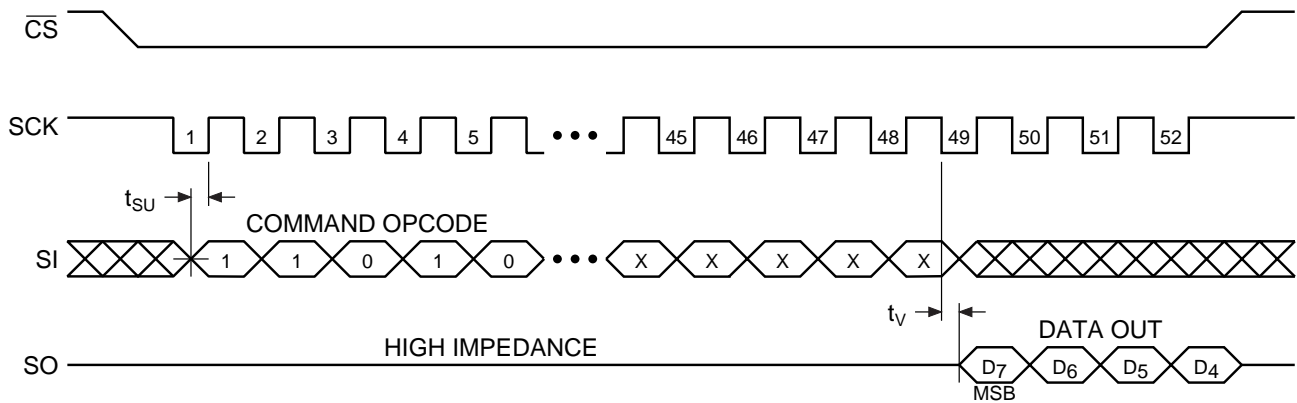 CS
SCK 1 2 3 4 5 ••• 45 46 47 48 49 50 51 52
tSU
COMMAND OPCODE
SI 1 1 0 1 0 ••• X X X X X
tV
DATA OUT
HIGH IMPEDANCE
SO D7 D6 D5 D4
MSB